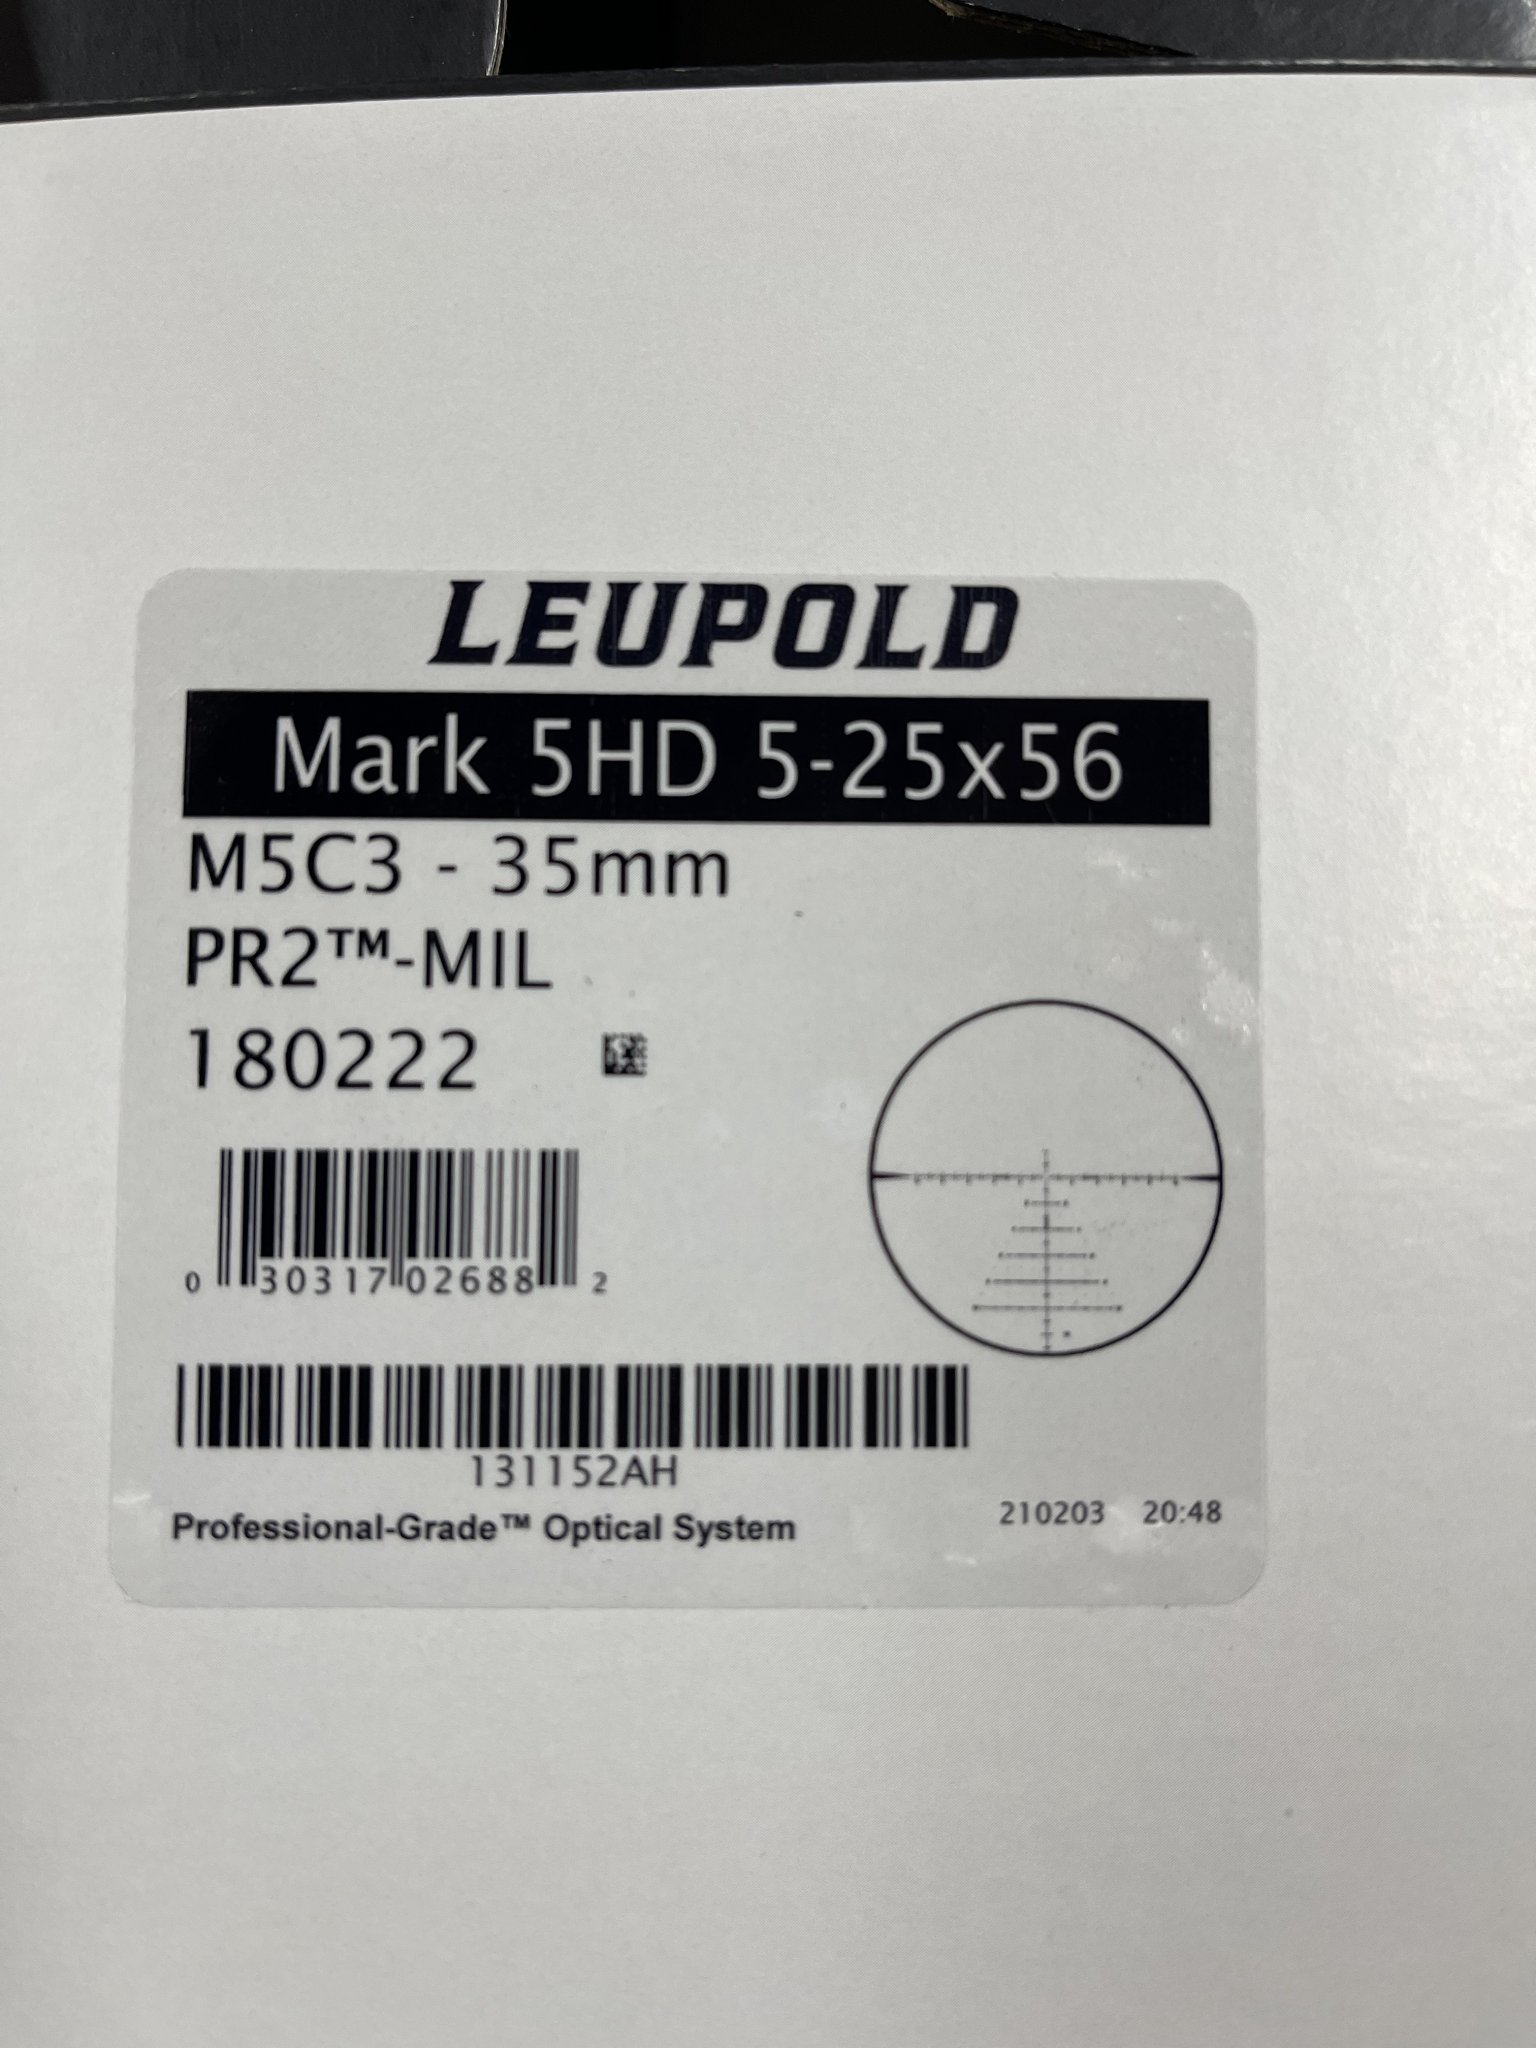 LEUPOLD
Mark 5HD 5-25x56
M5C3 - 35mm
PR2™-MIL
180222
0 30317 02688 2
131152AH
Professional-Grade™ Optical System 210203 20:48